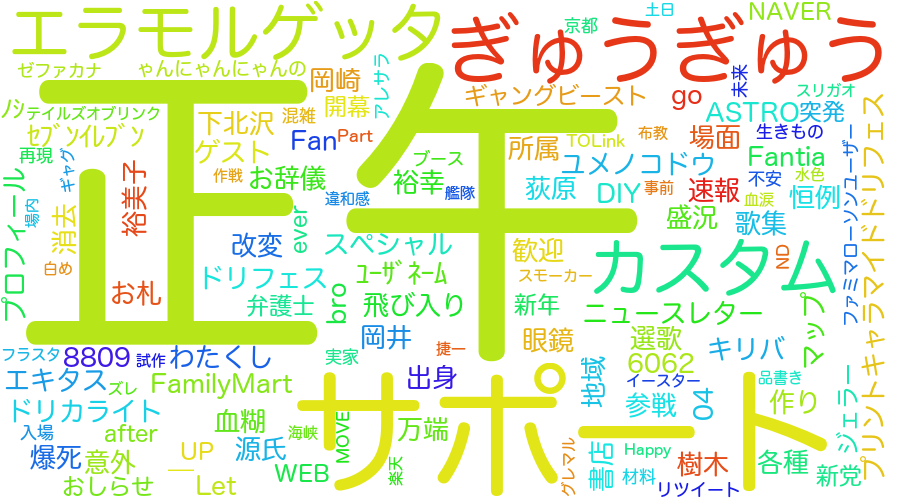 エラモルゲッタ
ぎゅうぎゅう
京都
土日
NAVER
ゼファカナ
ゃんにゃんにゃんの
岡崎
アレサラ
ギャングビースト
go
未来
スリガオ
ASTRO
突発
テイルズオブリンク
開幕
混雑
Fan
Part
下北沢
ゲスト
ｾﾌﾞﾝｲﾚﾌﾞﾝ
再現
ギャグ
作戦
お辞儀
違和感
ブース
裕幸
艦隊
所属
TOLink
布教
場面
生きもの
ユメノコドウ
Fantia
荻原
DIY
事前
速報
不安
水色
血涙
恒例
正午
裕美子
プロフィール
場内
消去
白め
お札
改変
ever
スペシャル
ドリフェス
ﾕｰｻﾞﾈｰﾑ
弁護士
bro
飛び入り
歓迎
スモーカー
新年
盛況
歌集
ND
カスタム
ファミマローソンユーザー
プリントキャラマイドドリフェス
ニュースレター
マップ
フラスタ
8809
試作
わたくし
実家
岡井
捷一
眼鏡
選歌
6062
キリバ
エキタス
ズレ
FamilyMart
出身
サポート
地域
イースター
品書き
ジェラー
ドリカライト
血糊
参戦
04
作り
入場
after
海峡
MOVE
万端
Happy
爆死
意外
UP
源氏
WEB
楽天
グレマル
書店
材料
樹木
各種
おしらせ
Let
リツイート
新党